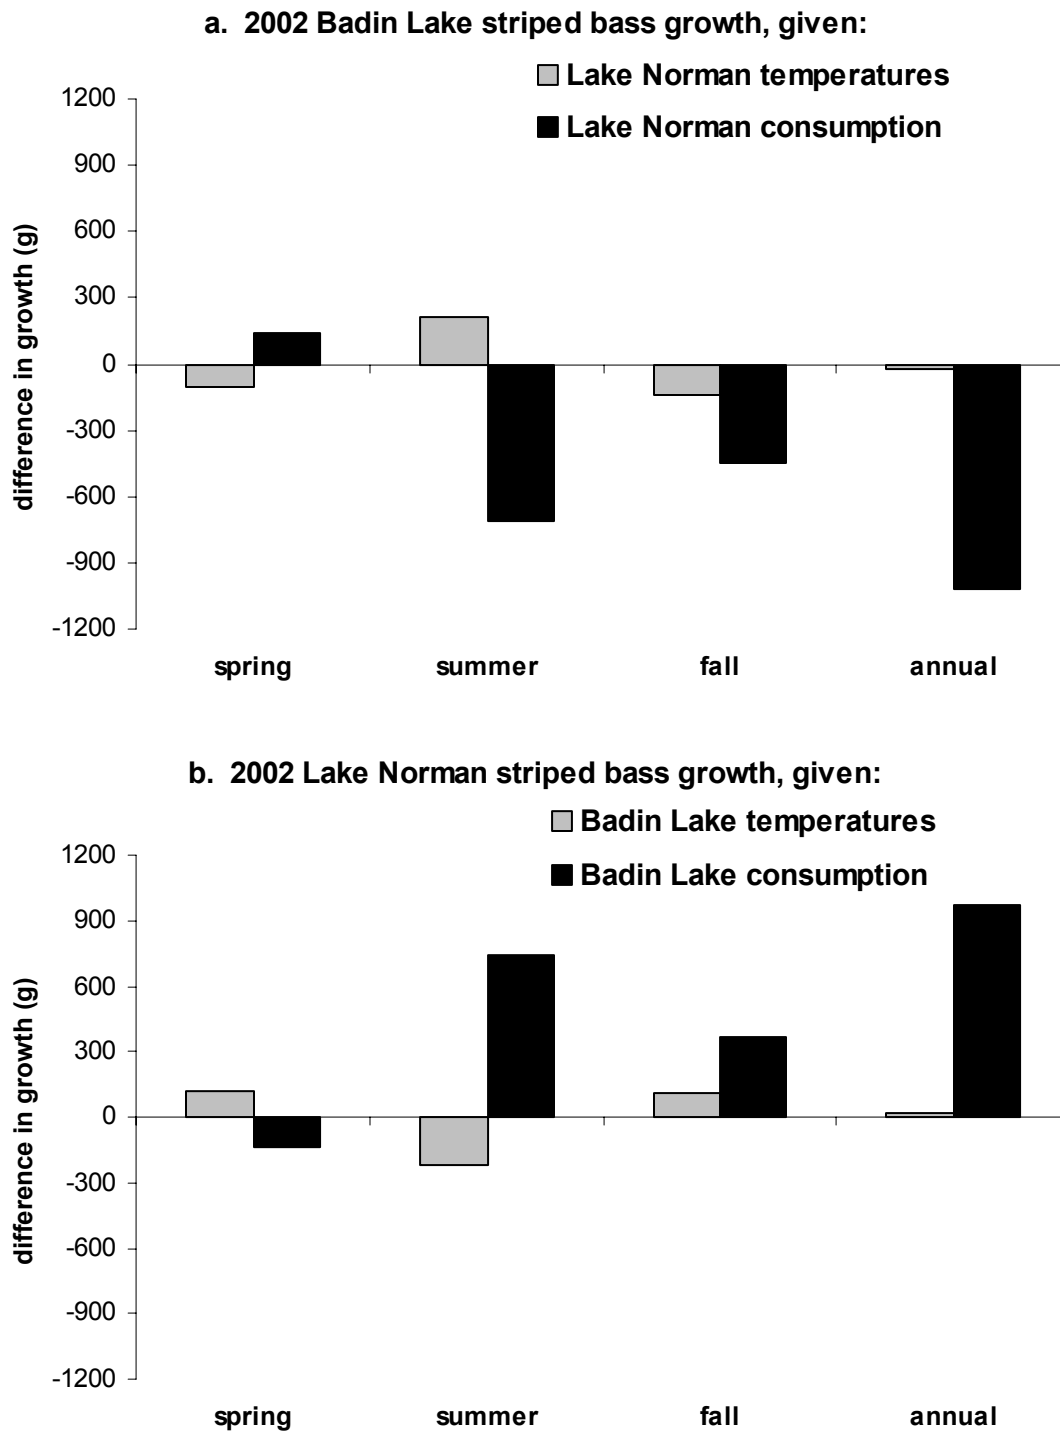 a. 2002 Badin Lake striped bass growth, given:
Lake Norman temperatures
Lake Norman consumption
1200
900
600
300
0
-300
-600
-900
-1200
difference in growth (g)
spring summer fall annual
b. 2002 Lake Norman striped bass growth, given:
Badin Lake temperatures
Badin Lake consumption
1200
900
600
300
0
-300
-600
-900
-1200
difference in growth (g)
spring summer fall annual